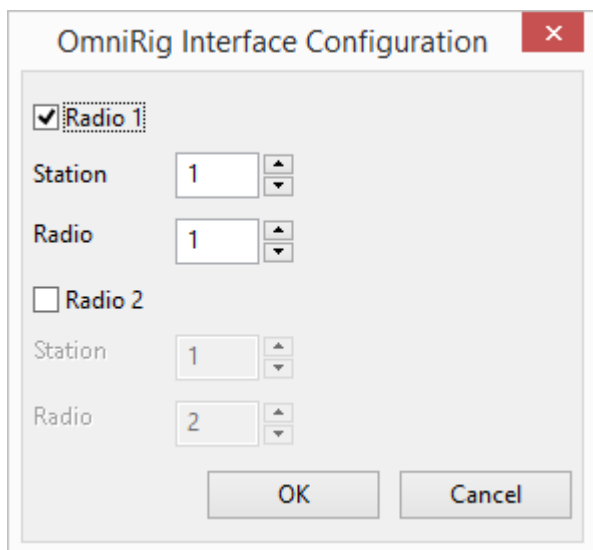 OmniRig Interface Configuration
Radio 1
Station 1
Radio 1
Radio 2
Station 1
Radio 2
OK Cancel